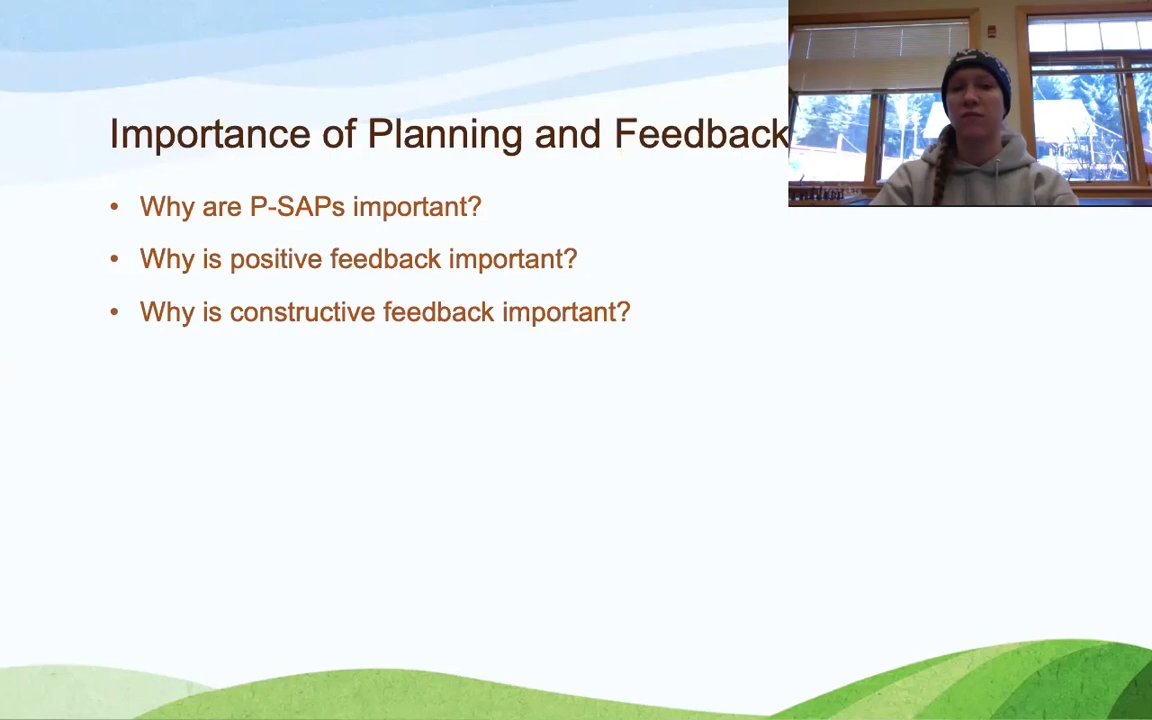 Importance of Planning and Feedback
• Why are P-SAPs important?
• Why is positive feedback important?
• Why is constructive feedback important?